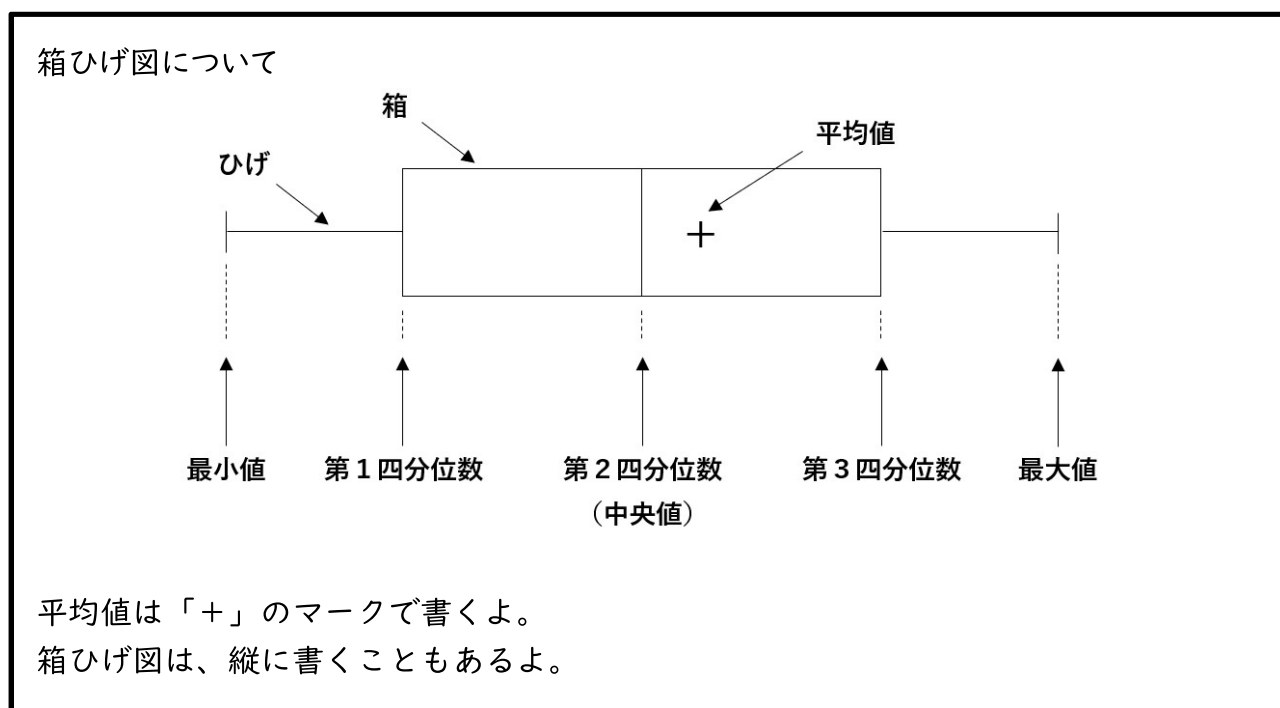 箱ひげ図について
箱
平均値
ひげ
最小値
第1四分位数
第2四分位数
（中央値）
第3四分位数
最大値
平均値は「＋」のマークで書くよ。
箱ひげ図は、縦に書くこともあるよ。